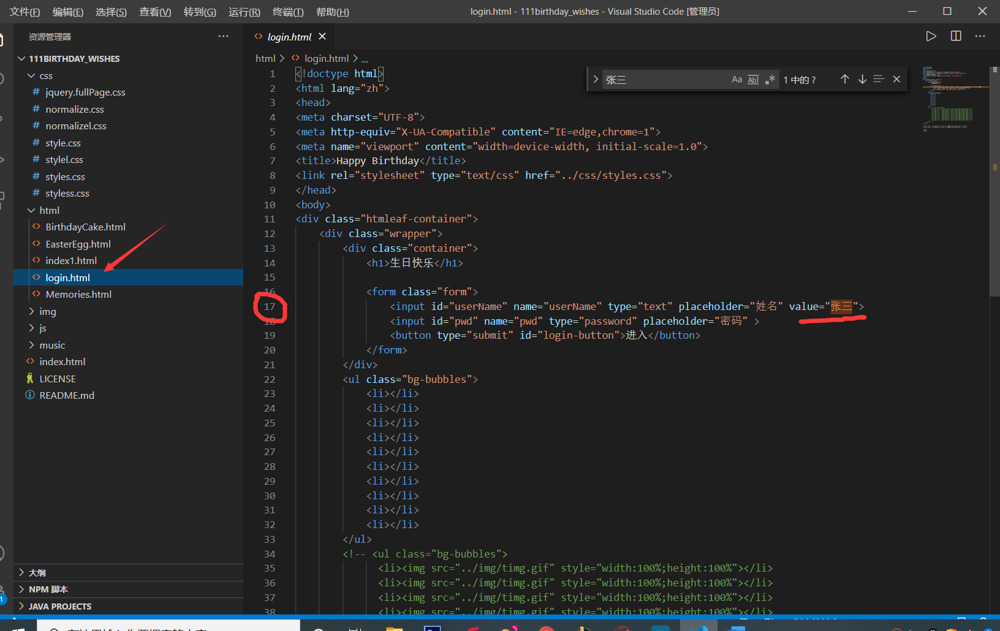 文件(F) 编辑(E) 选择(S) 查看(V) 转到(G) 运行(R) 终端(T) 帮助(H)
login.html - 111birthday_wishes - Visual Studio Code [管理员]
资源管理器
111BIRTHDAY_WISHES
css
jquery.fullPage.css
normalize.css
normalizel.css
style.css
stylel.css
styles.css
styless.css
html
BirthdayCake.html
EasterEgg.html
index1.html
login.html
Memories.html
img
js
music
index.html
LICENSE
README.md
大纲
NPM 脚本
JAVA PROJECTS
login.html
html > login.html > ...
张三 Aa Abl .* 1 中的 ?
1 <!doctype html>
2 <html lang="zh">
3 <head>
4 <meta charset="UTF-8">
5 <meta http-equiv="X-UA-Compatible" content="IE=edge,chrome=1">
6 <meta name="viewport" content="width=device-width, initial-scale=1.0">
7 <title>Happy Birthday</title>
8 <link rel="stylesheet" type="text/css" href="../css/styles.css">
9 </head>
10 <body>
11 <div class="htmleaf-container">
12 <div class="wrapper">
13 <div class="container">
14 <h1>生日快乐</h1>
15
16 <form class="form">
17 <input id="userName" name="userName" type="text" placeholder="姓名" value="张三">
18 <input id="pwd" name="pwd" type="password" placeholder="密码" >
19 <button type="submit" id="login-button">进入</button>
20 </form>
21 </div>
22 <ul class="bg-bubbles">
23 <li></li>
24 <li></li>
25 <li></li>
26 <li></li>
27 <li></li>
28 <li></li>
29 <li></li>
30 <li></li>
31 <li></li>
32 <li></li>
33 </ul>
34 <!-- <ul class="bg-bubbles">
35 <li><img src="../img/timg.gif" style="width:100%;height:100%"></li>
36 <li><img src="../img/timg.gif" style="width:100%;height:100%"></li>
37 <li><img src="../img/timg.gif" style="width:100%;height:100%"></li>
38 <li><img src="../img/timg.gif" style="width:100%;height:100%"></li>